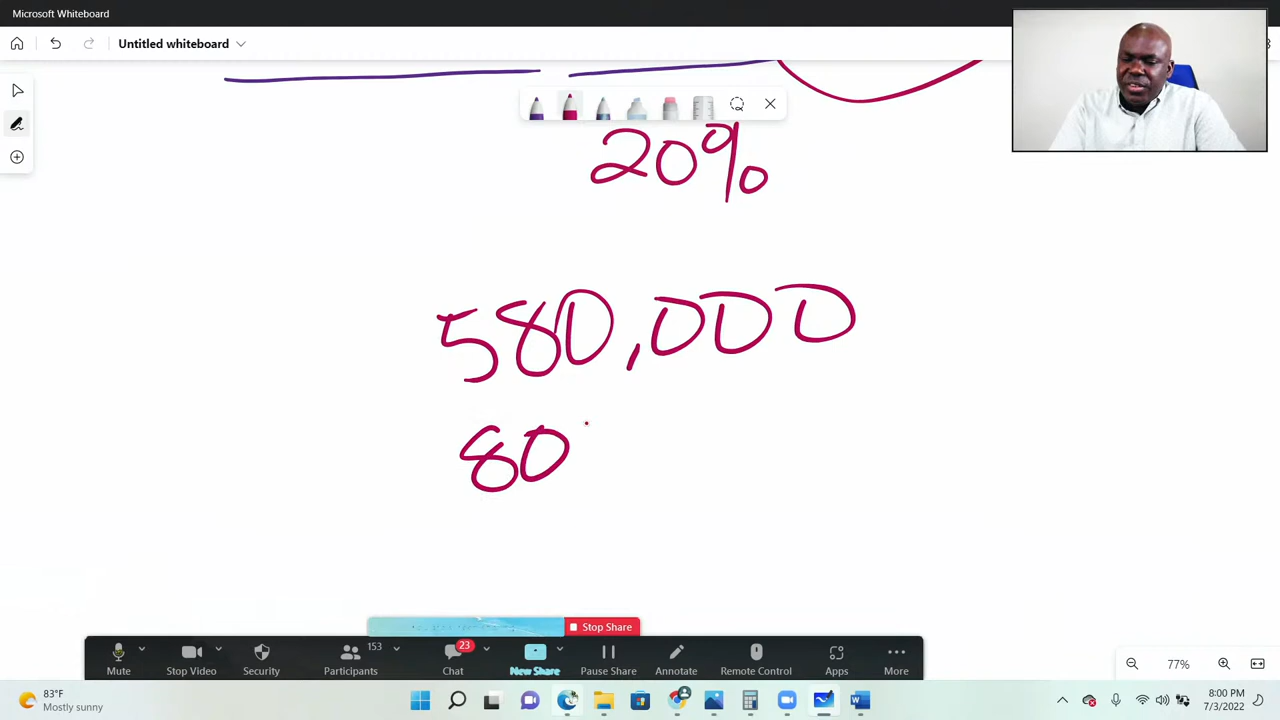 Microsoft Whiteboard
Untitled whiteboard
20%
580,000
80
Stop Share
153
23
Mute
Stop Video
Security
Participants
Chat
New Share
Pause Share
Annotate
Remote Control
Apps
More
77%
83°F
Mostly sunny
8:00 PM
7/3/2022